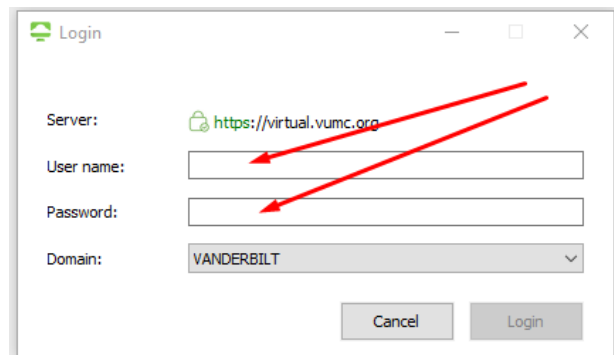 Login
Server: https://virtual.vumc.org
User name:
Password:
Domain: VANDERBILT
Cancel Login